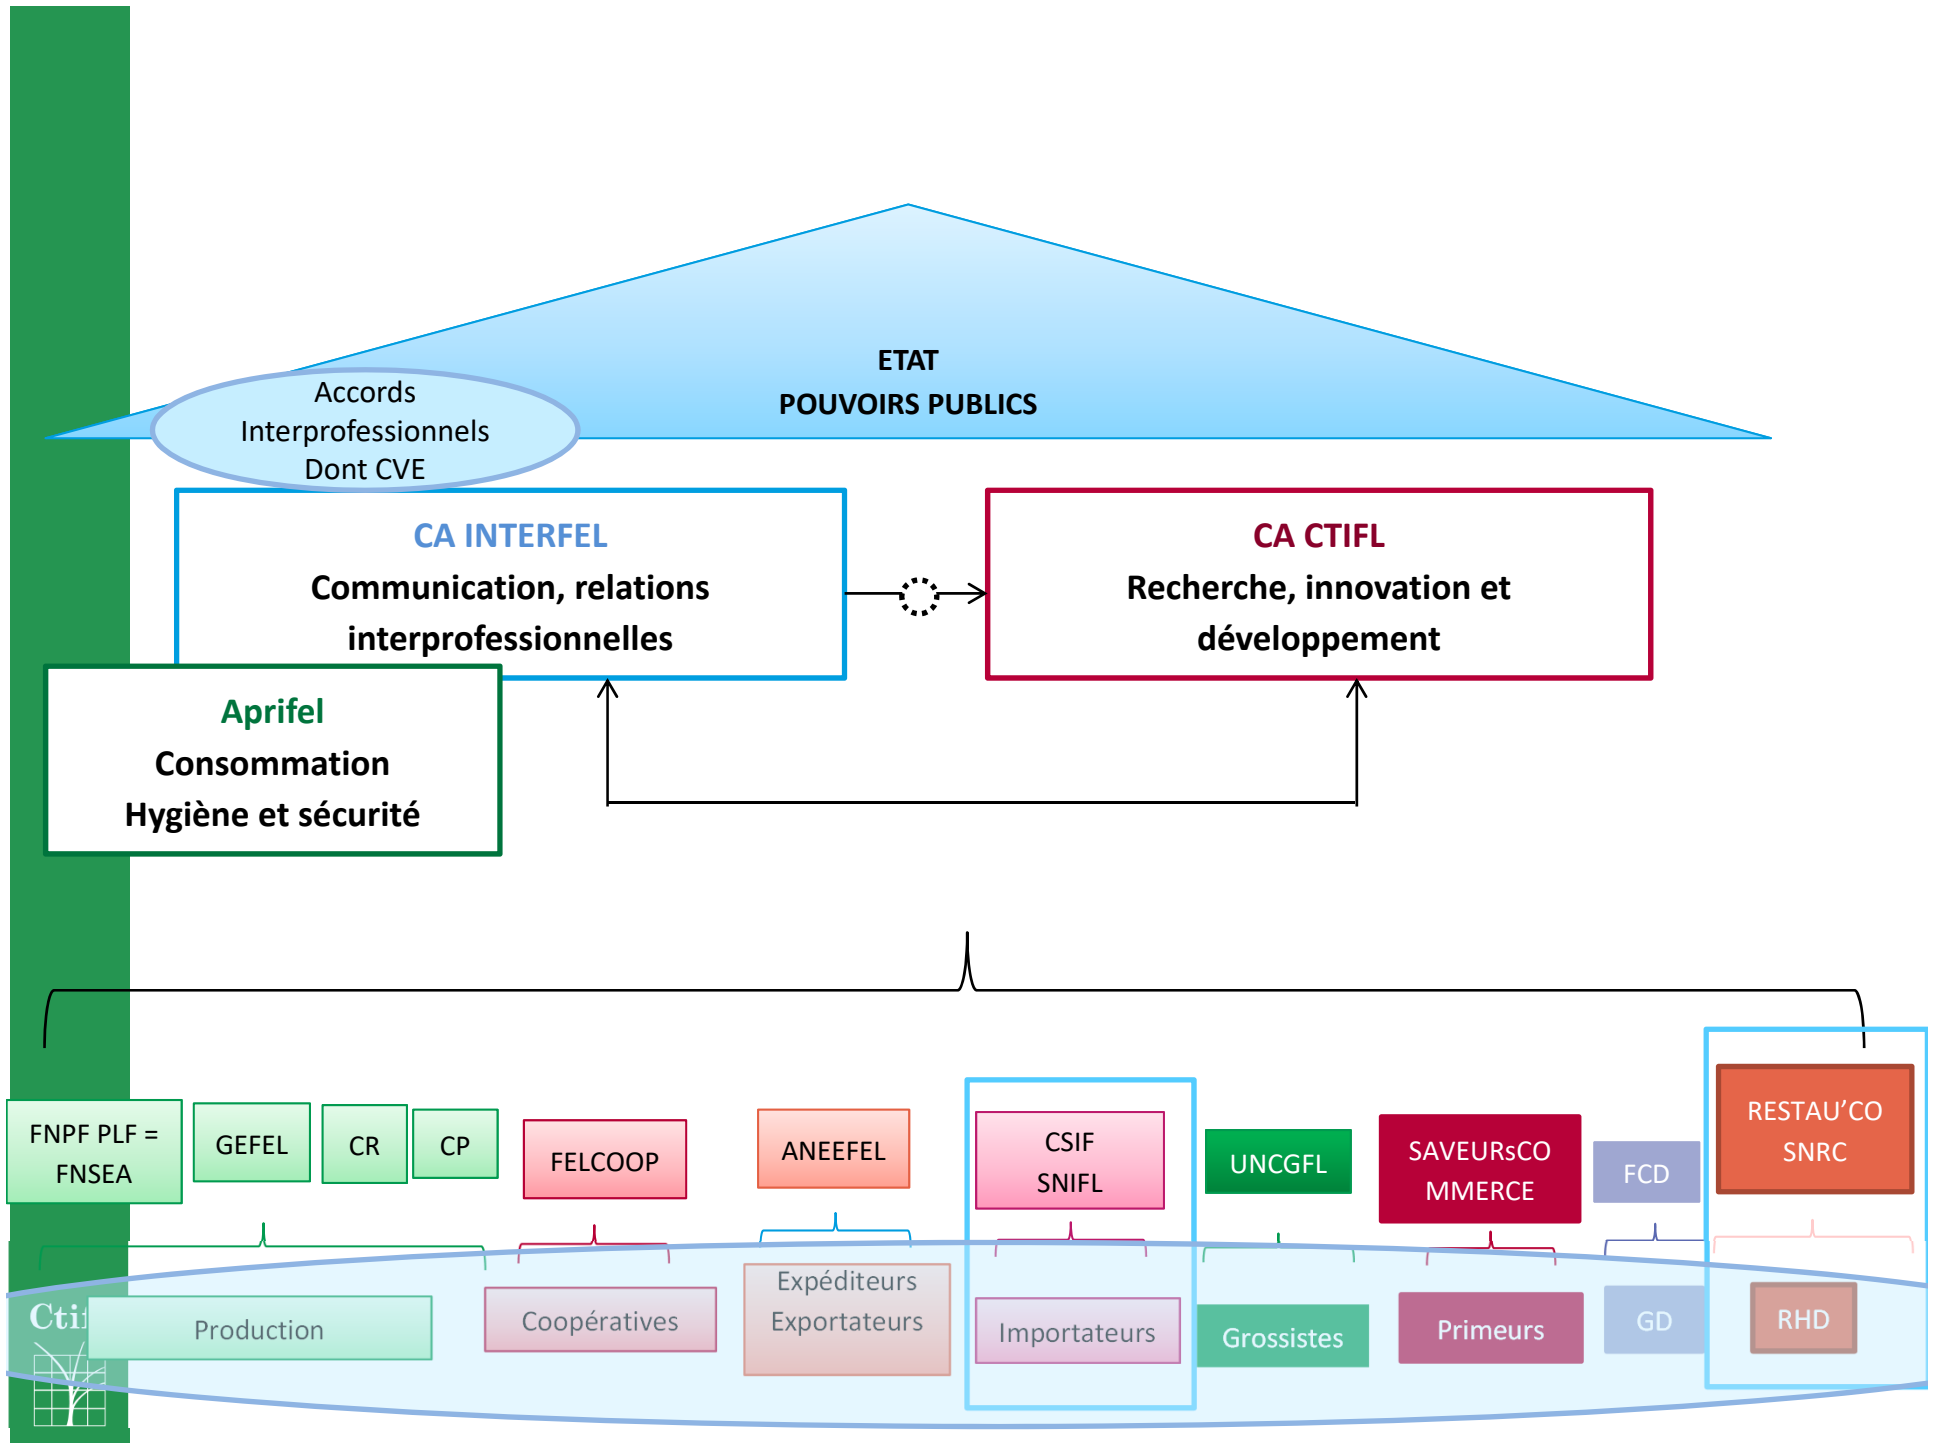 ETAT
POUVOIRS PUBLICS
Accords
Interprofessionnels
Dont CVE
CA INTERFEL
Communication, relations
interprofessionnelles
CA CTIFL
Recherche, innovation et
développement
Aprifel
Consommation
Hygiène et sécurité
FNPF PLF =
FNSEA
GEFEL
CR
CP
FELCOOP
ANEEFEL
CSIF
SNIFL
UNCGFL
SAVEURsCO
MMERCE
FCD
RESTAU’CO
SNRC
Production
Coopératives
Expéditeurs
Exportateurs
Importateurs
Grossistes
Primeurs
GD
RHD